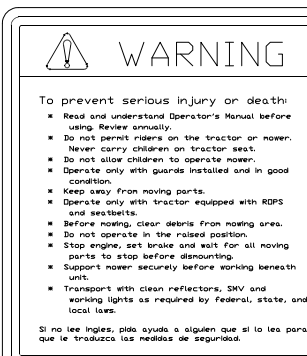 WARNING
To prevent serious injury or death:
* Read and understand Operator's Manual before
using. Review annually.
* Do not permit riders on the tractor or mower.
Never carry children on tractor seat.
* Do not allow children to operate mower.
* Operate only with guards installed and in good
condition.
* Keep away from moving parts.
* Operate only with tractor equipped with ROPS
and seatbelts.
* Before mowing, clear debris from mowing area.
* Do not operate in the raised position.
* Stop engine, set brake and wait for all moving
parts to stop before dismounting.
* Support mower securely before working beneath
unit.
* Transport with clean reflectors, SMV and
working lights as required by federal, state, and
local laws.
Si no lee ingles, pida ayuda a alguien que si lo lea para
que le traduzca las medidas de seguridad.